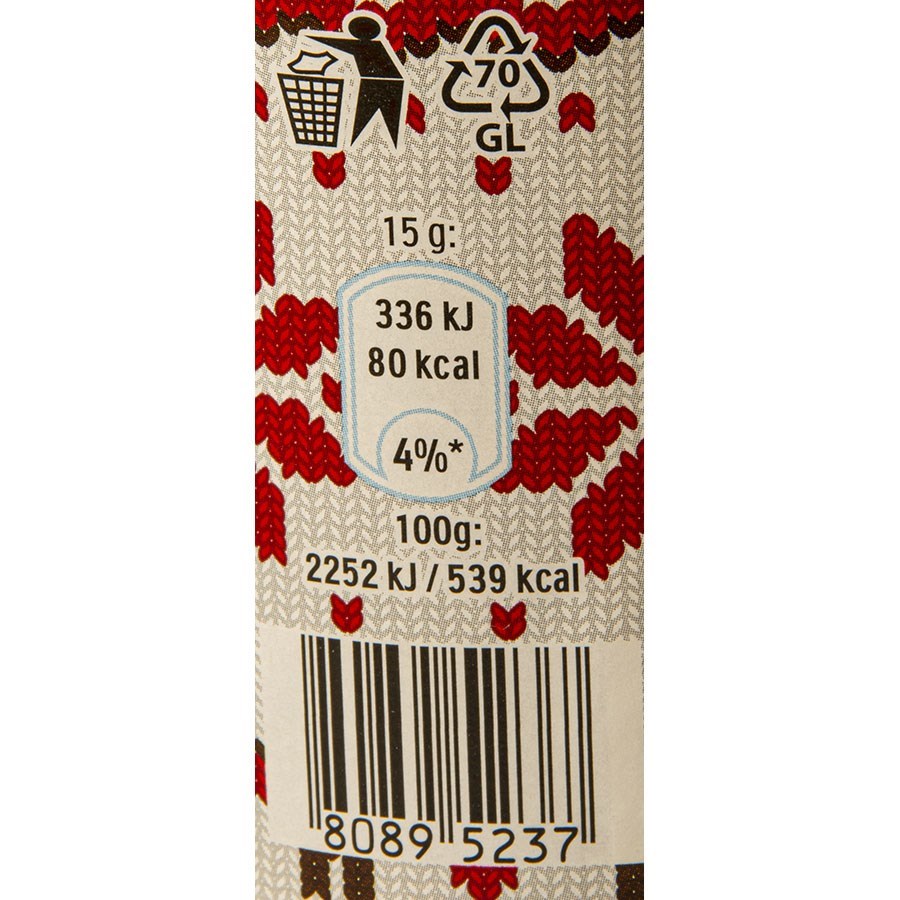 70
GL
15 g:
336 kJ
80 kcal
4%*
100g:
2252 kJ / 539 kcal
8089 5237